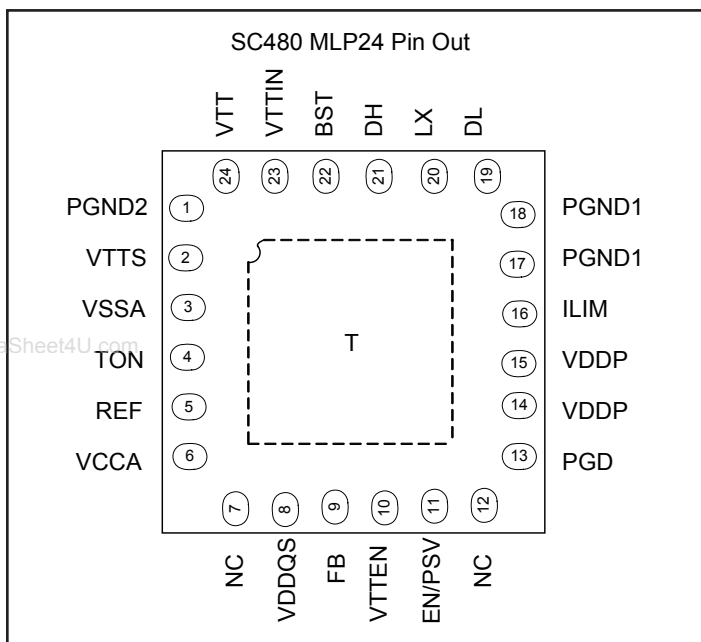 SC480 MLP24 Pin Out
VTT
VTTIN
BST
DH
LX
DL
24
23
22
21
20
19
PGND2
1
18
PGND1
VTTS
2
17
PGND1
VSSA
3
16
ILIM
aSheet4U.com
TON
4
T
15
VDDP
REF
5
14
VDDP
VCCA
6
13
PGD
7
8
9
10
11
12
NC
VDDQS
FB
VTTEN
EN/PSV
NC